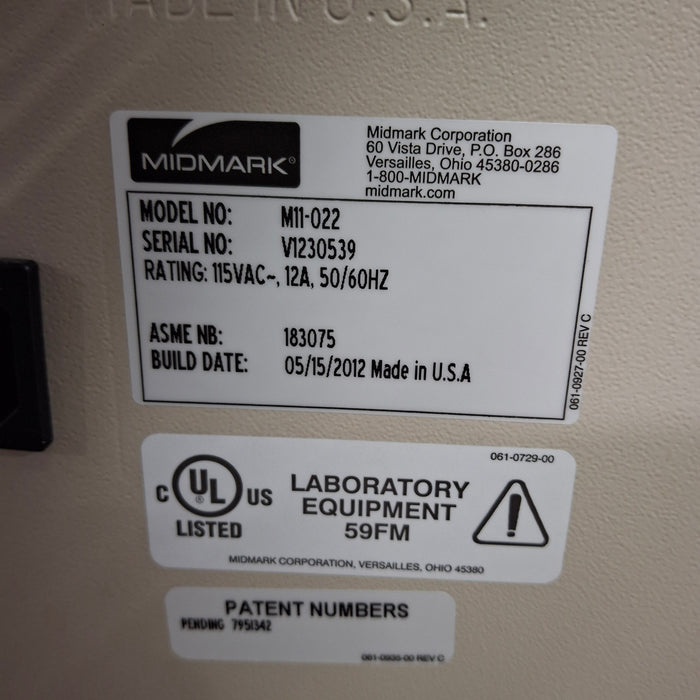 MADE IN U.S.A.
MIDMARK®
Midmark Corporation
60 Vista Drive, P.O. Box 286
Versailles, Ohio 45380-0286
1-800-MIDMARK
midmark.com
MODEL NO: M11-022
SERIAL NO: V1230539
RATING: 115VAC~, 12A, 50/60HZ
ASME NB: 183075
BUILD DATE: 05/15/2012 Made in U.S.A
061-0927-00 REV C
061-0729-00
C UL ® US
LISTED
LABORATORY
EQUIPMENT
59FM
!
MIDMARK CORPORATION, VERSAILLES, OHIO 45380
PATENT NUMBERS
PENDING 7951342
061-0935-00 REV C